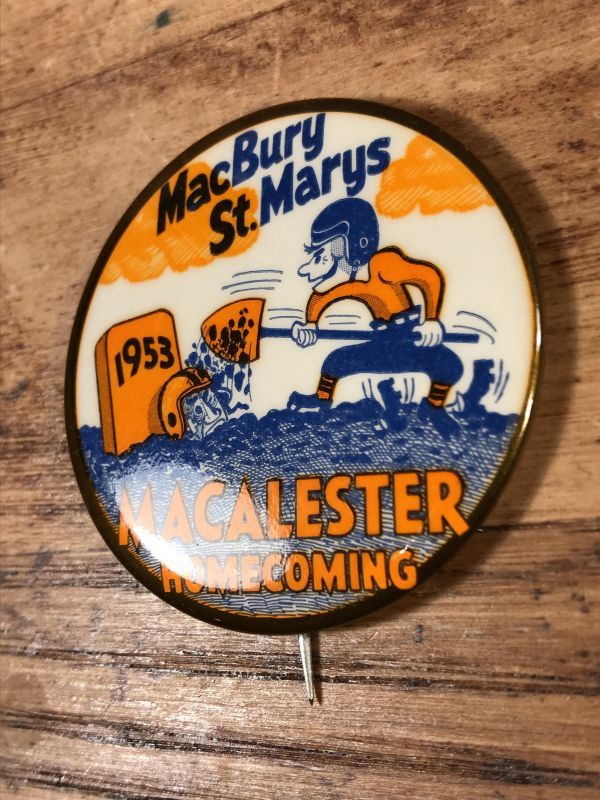 MacBury
St. Marys
1953
MACALESTER
HOMECOMING